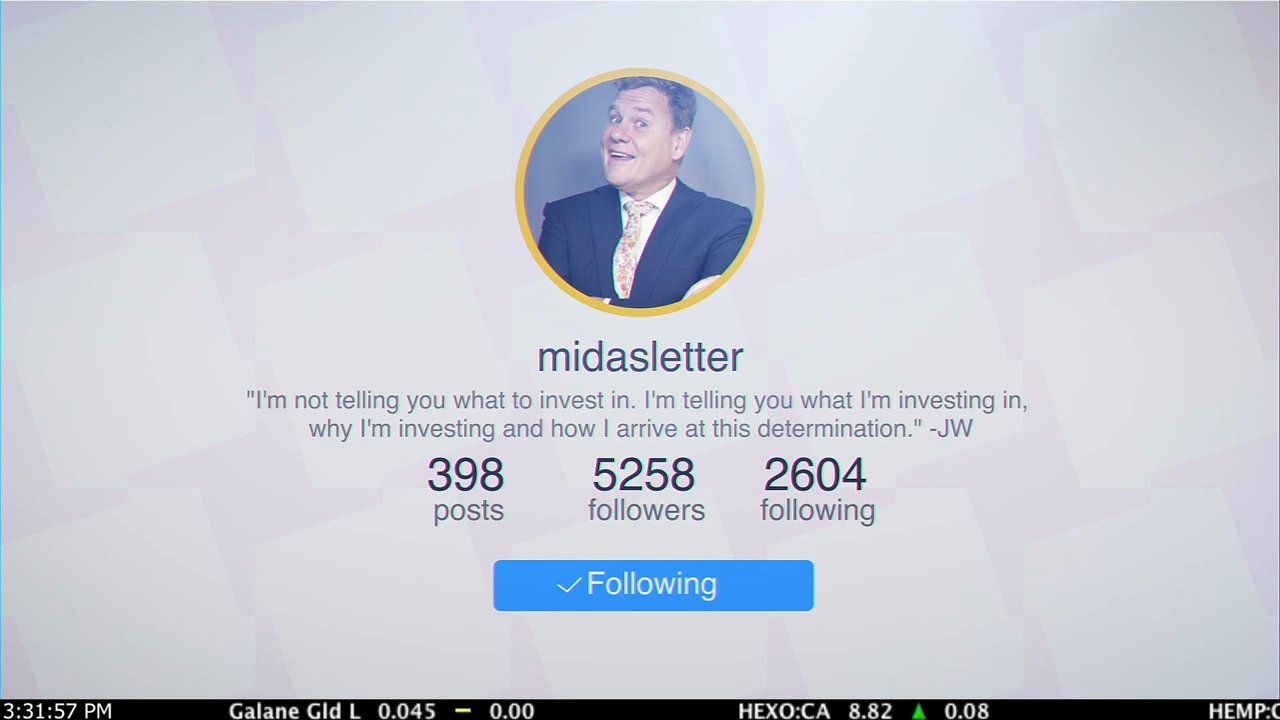 midasletter
"I'm not telling you what to invest in. I'm telling you what I'm investing in,
why I'm investing and how I arrive at this determination." -JW
398 5258 2604
posts followers following
Following
3:31:57 PM Galane Gld L 0.045 0.00 HEXO:CA 8.82 0.08 HEMP: